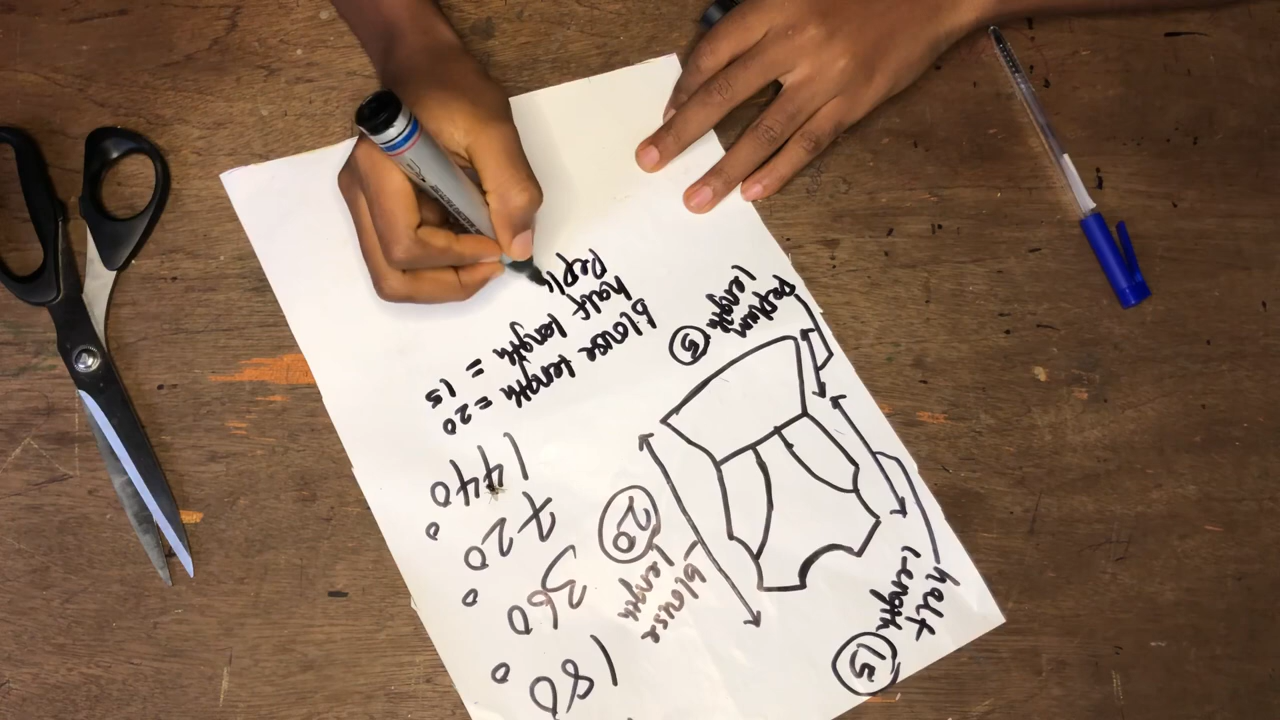 180°
360°
720°
1440
blouse length = 20
half length = 15
Pepl
half
Length
15
blouse
Length
20
peplum
length
5